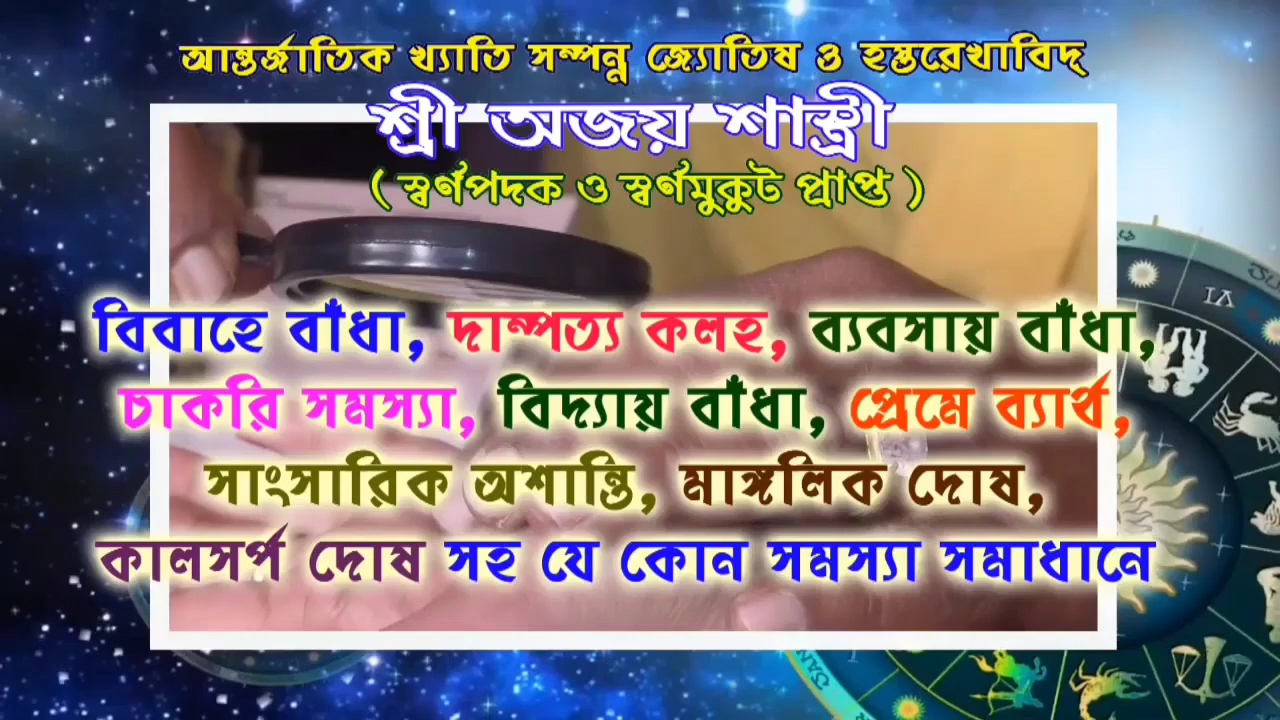 আন্তর্জাতিক খ্যাতি সম্পন্ন জ্যোতিষ ও হস্তরেখাবিদ্
শ্রী অজয় শাস্ত্রী
( স্বর্ণপদক ও স্বর্ণমুকুট প্রাপ্ত )
বিবাহে বাঁধা, দাম্পত্য কলহ, ব্যবসায় বাঁধা,
চাকরি সমস্যা, বিদ্যায় বাঁধা, প্রেমে ব্যার্থ,
সাংসারিক অশান্তি, মাঙ্গলিক দোষ,
কালসর্প দোষ সহ যে কোন সমস্যা সমাধানে